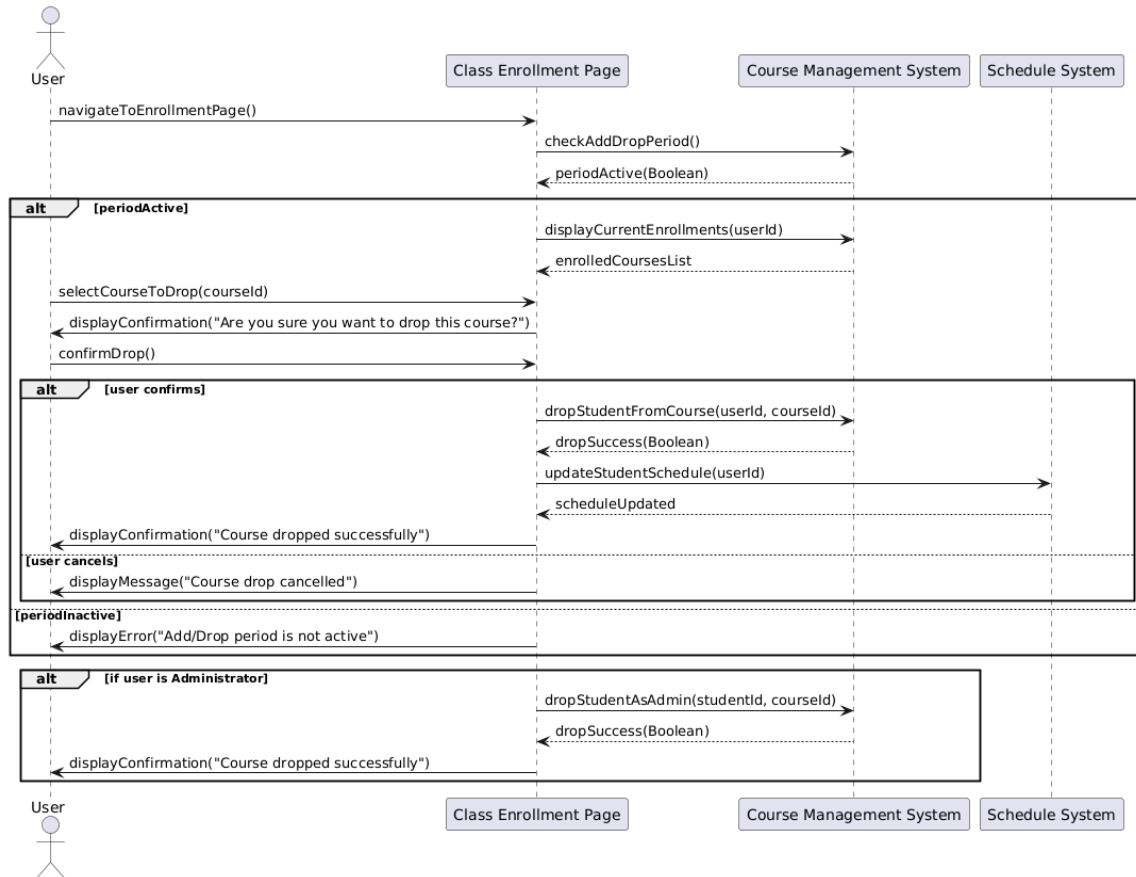 User
Class Enrollment Page
Course Management System
Schedule System
navigateToEnrollmentPage()
checkAddDropPeriod()
periodActive(Boolean)
alt [periodActive]
displayCurrentEnrollments(userId)
enrolledCoursesList
selectCourseToDrop(courseId)
displayConfirmation("Are you sure you want to drop this course?")
confirmDrop()
alt [user confirms]
dropStudentFromCourse(userId, courseId)
dropSuccess(Boolean)
updateStudentSchedule(userId)
scheduleUpdated
displayConfirmation("Course dropped successfully")
[user cancels]
displayMessage("Course drop cancelled")
[periodInactive]
displayError("Add/Drop period is not active")
alt [if user is Administrator]
dropStudentAsAdmin(studentId, courseId)
dropSuccess(Boolean)
displayConfirmation("Course dropped successfully")
User
Class Enrollment Page
Course Management System
Schedule System